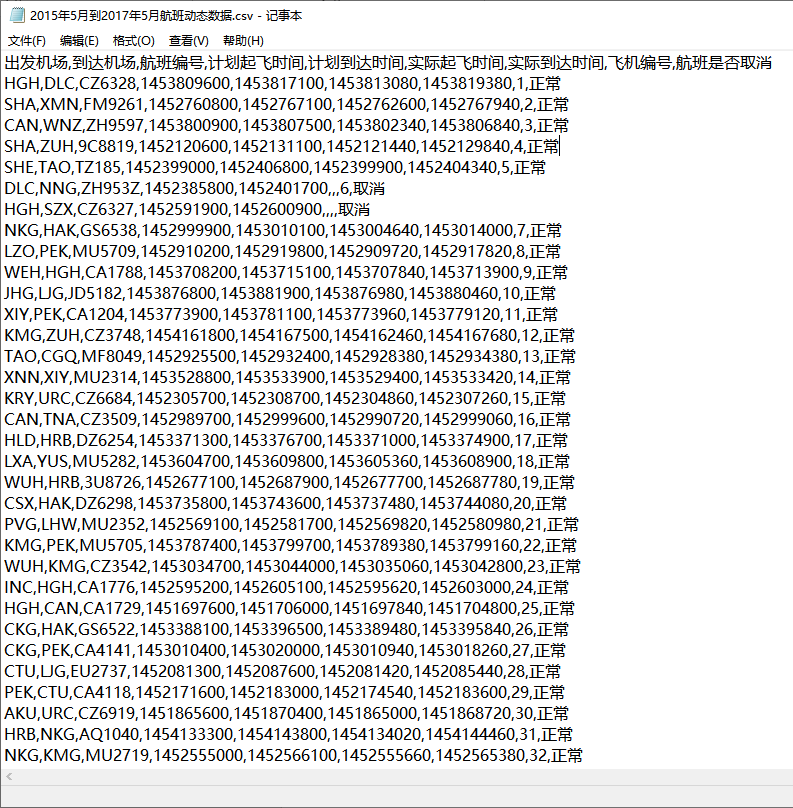 2015年5月到2017年5月航班动态数据.csv - 记事本
文件(F) 编辑(E) 格式(O) 查看(V) 帮助(H)
出发机场,到达机场,航班编号,计划起飞时间,计划到达时间,实际起飞时间,实际到达时间,飞机编号,航班是否取消
HGH,DLC,CZ6328,1453809600,1453817100,1453813080,1453819380,1,正常
SHA,XMN,FM9261,1452760800,1452767100,1452762600,1452767940,2,正常
CAN,WNZ,ZH9597,1453800900,1453807500,1453802340,1453806840,3,正常
SHA,ZUH,9C8819,1452120600,1452131100,1452121440,1452129840,4,正常
SHE,TAO,TZ185,1452399000,1452406800,1452399900,1452404340,5,正常
DLC,NNG,ZH953Z,1452385800,1452401700,,,6,取消
HGH,SZX,CZ6327,1452591900,1452600900,,,,取消
NKG,HAK,GS6538,1452999900,1453010100,1453004640,1453014000,7,正常
LZO,PEK,MU5709,1452910200,1452919800,1452909720,1452917820,8,正常
WEH,HGH,CA1788,1453708200,1453715100,1453707840,1453713900,9,正常
JHG,LJG,JD5182,1453876800,1453881900,1453876980,1453880460,10,正常
XIY,PEK,CA1204,1453773900,1453781100,1453773960,1453779120,11,正常
KMG,ZUH,CZ3748,1454161800,1454167500,1454162460,1454167680,12,正常
TAO,CGQ,MF8049,1452925500,1452932400,1452928380,1452934380,13,正常
XNN,XIY,MU2314,1453528800,1453533900,1453529400,1453533420,14,正常
KRY,URC,CZ6684,1452305700,1452308700,1452304860,1452307260,15,正常
CAN,TNA,CZ3509,1452989700,1452999600,1452990720,1452999060,16,正常
HLD,HRB,DZ6254,1453371300,1453376700,1453371000,1453374900,17,正常
LXA,YUS,MU5282,1453604700,1453609800,1453605360,1453608900,18,正常
WUH,HRB,3U8726,1452677100,1452687900,1452677700,1452687780,19,正常
CSX,HAK,DZ6298,1453735800,1453743600,1453737480,1453744080,20,正常
PVG,LHW,MU2352,1452569100,1452581700,1452569820,1452580980,21,正常
KMG,PEK,MU5705,1453787400,1453799700,1453789380,1453799160,22,正常
WUH,KMG,CZ3542,1453034700,1453044000,1453035060,1453042800,23,正常
INC,HGH,CA1776,1452595200,1452605100,1452595620,1452603000,24,正常
HGH,CAN,CA1729,1451697600,1451706000,1451697840,1451704800,25,正常
CKG,HAK,GS6522,1453388100,1453396500,1453389480,1453395840,26,正常
CKG,PEK,CA4141,1453010400,1453020000,1453010940,1453018260,27,正常
CTU,LJG,EU2737,1452081300,1452087600,1452081420,1452085440,28,正常
PEK,CTU,CA4118,1452171600,1452183000,1452174540,1452183600,29,正常
AKU,URC,CZ6919,1451865600,1451870400,1451865000,1451868720,30,正常
HRB,NKG,AQ1040,1454133300,1454143800,1454134020,1454144460,31,正常
NKG,KMG,MU2719,1452555000,1452566100,1452555660,1452565380,32,正常